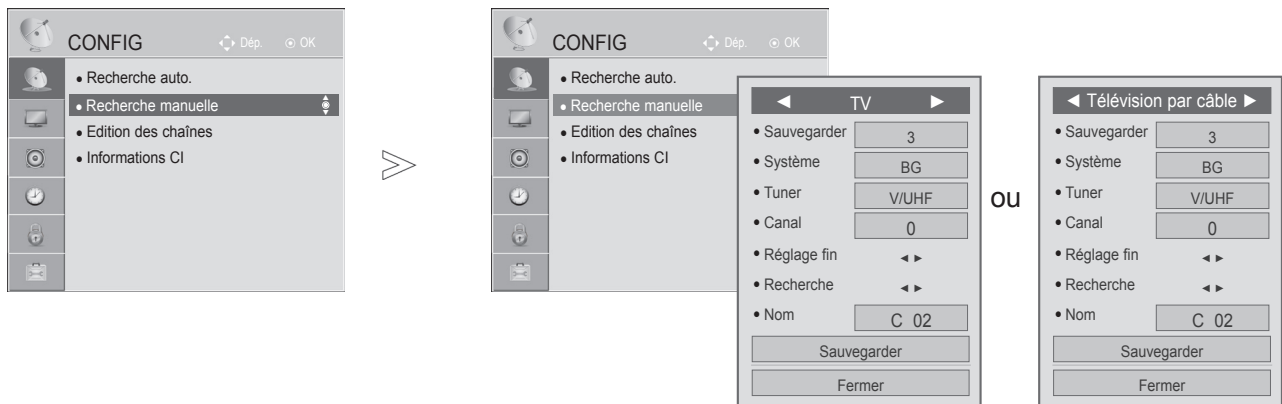 CONFIG
Dép. OK
• Recherche auto.
• Recherche manuelle
• Edition des chaînes
• Informations CI
CONFIG
Dép. OK
• Recherche auto.
• Recherche manuelle
• Edition des chaînes
• Informations CI
◄ TV ►
• Sauvegarder 3
• Système BG
• Tuner V/UHF
• Canal 0
• Réglage fin ◄ ►
• Recherche ◄ ►
• Nom C 02
Sauvegarder
Fermer
ou
◄ Télévision par câble ►
• Sauvegarder 3
• Système BG
• Tuner V/UHF
• Canal 0
• Réglage fin ◄ ►
• Recherche ◄ ►
• Nom C 02
Sauvegarder
Fermer